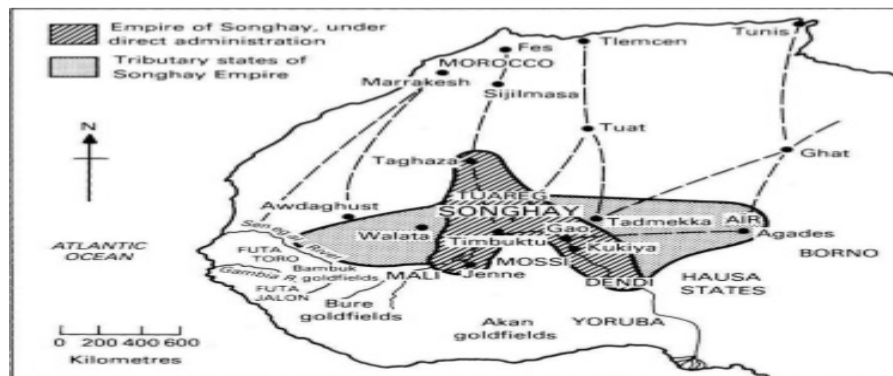 Empire of Songhay, under
direct administration
Tributary states of
Songhay Empire
Fes
Tlemcen
Tunis
MOROCCO
Marrakesh
Sijilmasa
N
Tuat
Ghat
Taghaza
TUAREG
Awdaghust
SONGHAY
Tadmekka
AIR
Senegal River
Walata
Gao
Agades
ATLANTIC
OCEAN
FUTA
TORO
Timbuktu
Kukiya
BORNO
Bambuk
goldfields
MOSSI
Gambia R.
MALI
Jenne
DENDI
HAUSA
STATES
FUTA
JALON
Bure
goldfields
Akan
goldfields
YORUBA
0 200 400 600
Kilometres